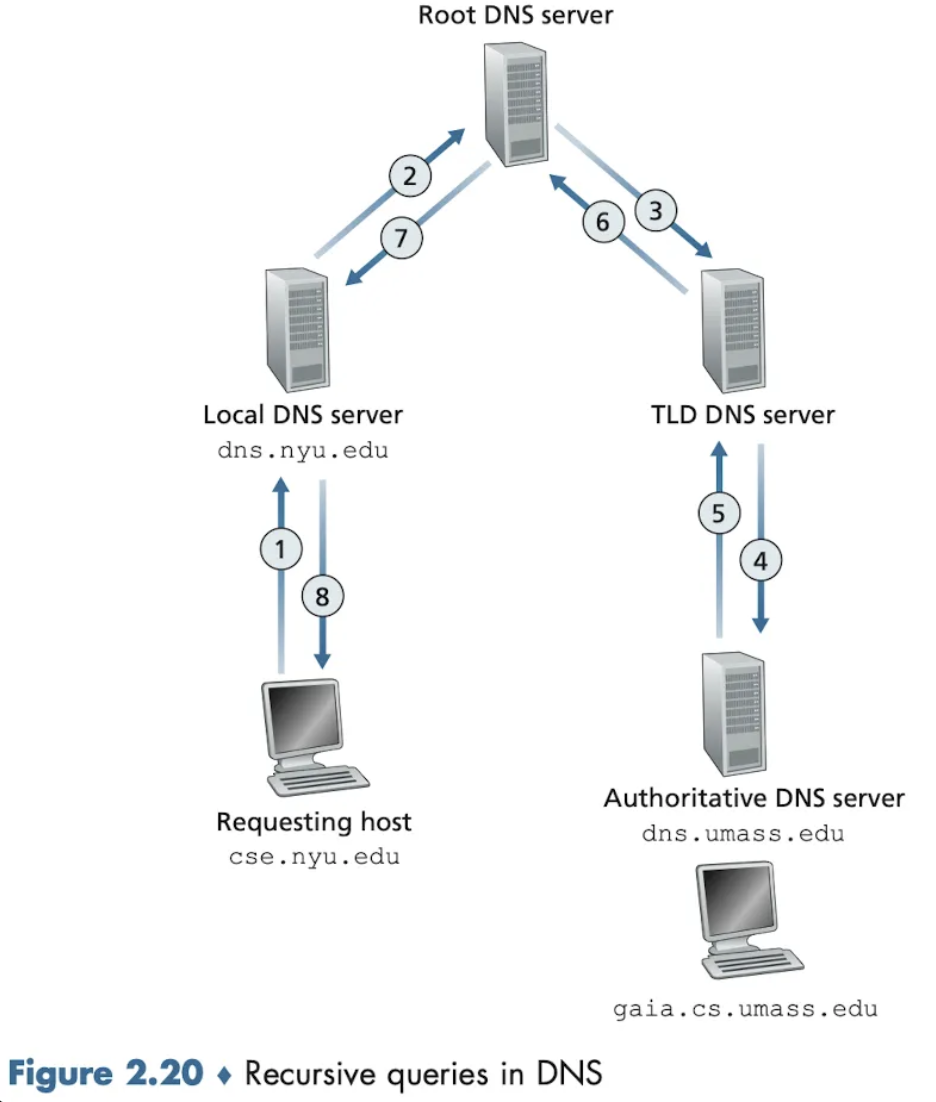 Root DNS server
2
7
6
3
Local DNS server
dns.nyu.edu
TLD DNS server
1
8
5
4
Requesting host
cse.nyu.edu
Authoritative DNS server
dns.umass.edu
gaia.cs.umass.edu
Figure 2.20 ♦ Recursive queries in DNS